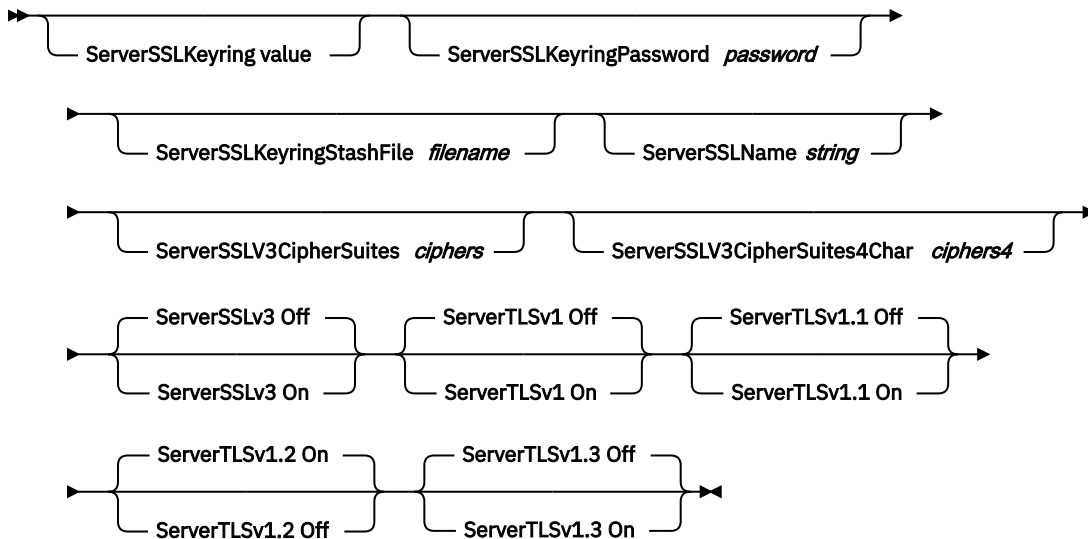 ServerSSLKeyring value ServerSSLKeyringPassword password
ServerSSLKeyringStashFile filename ServerSSLName string
ServerSSLV3CipherSuites ciphers ServerSSLV3CipherSuites4Char ciphers4
ServerSSLv3 Off ServerTLSv1 Off ServerTLSv1.1 Off
ServerSSLv3 On ServerTLSv1 On ServerTLSv1.1 On
ServerTLSv1.2 On ServerTLSv1.3 Off
ServerTLSv1.2 Off ServerTLSv1.3 On